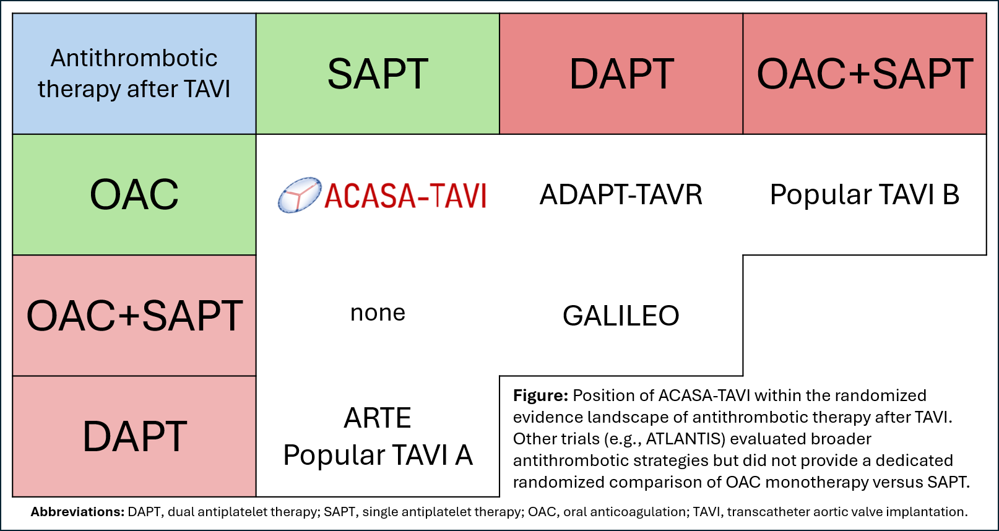 Antithrombotic
therapy after TAVI
SAPT
DAPT
OAC+SAPT
OAC
ACASA-TAVI
ADAPT-TAVR
Popular TAVI B
OAC+SAPT
none
GALILEO
DAPT
ARTE
Popular TAVI A
Figure: Position of ACASA-TAVI within the randomized
evidence landscape of antithrombotic therapy after TAVI.
Other trials (e.g., ATLANTIS) evaluated broader
antithrombotic strategies but did not provide a dedicated
randomized comparison of OAC monotherapy versus SAPT.
Abbreviations: DAPT, dual antiplatelet therapy; SAPT, single antiplatelet therapy; OAC, oral anticoagulation; TAVI, transcatheter aortic valve implantation.